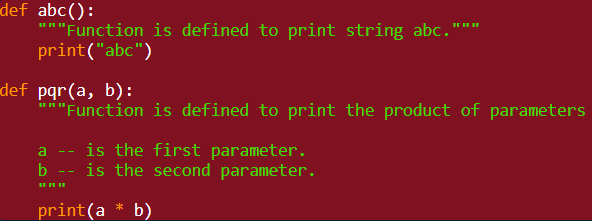 def abc():
    """Function is defined to print string abc."""
    print("abc")

def pqr(a, b):
    """Function is defined to print the product of parameters

    a -- is the first parameter.
    b -- is the second parameter.
    """
    print(a * b)